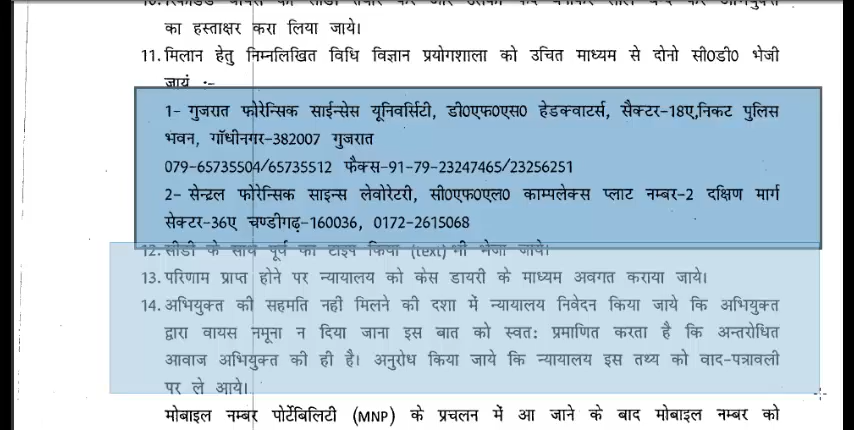 का हस्ताक्षर करा लिया जाये।
11. मिलान हेतु निम्नलिखित विधि विज्ञान प्रयोगशाला को उचित माध्यम से दोनो सी0डी0 भेजी
जायं :-
1- गुजरात फोरेन्सिक साईन्सेस यूनिवर्सिटी, डी0एफ0एस0 हेडक्वाटर्स, सैक्टर-18ए,निकट पुलिस
भवन, गॉधीनगर-382007 गुजरात
079-65735504/65735512 फैक्स-91-79-23247465/23256251
2- सेन्ट्रल फोरेन्सिक साइन्स लेवोरेटरी, सी0एफ0एल0 काम्पलेक्स प्लाट नम्बर-2 दक्षिण मार्ग
सेक्टर-36ए चण्डीगढ़-160036, 0172-2615068
12. सीडी के साथ पूर्व का टाइप किया (text) भी भेजा जाये।
13. परिणाम प्राप्त होने पर न्यायालय को केस डायरी के माध्यम अवगत कराया जाये।
14. अभियुक्त की सहमति नही मिलने की दशा में न्यायालय निवेदन किया जाये कि अभियुक्त
द्वारा वायस नमूना न दिया जाना इस बात को स्वतः प्रमाणित करता है कि अन्तरोधित
आवाज अभियुक्त की ही है। अनुरोध किया जाये कि न्यायालय इस तथ्य को वाद-पत्रावली
पर ले आये।
मोबाइल नम्बर पोर्टेबिलिटी (MNP) के प्रचलन में आ जाने के बाद मोबाइल नम्बर को